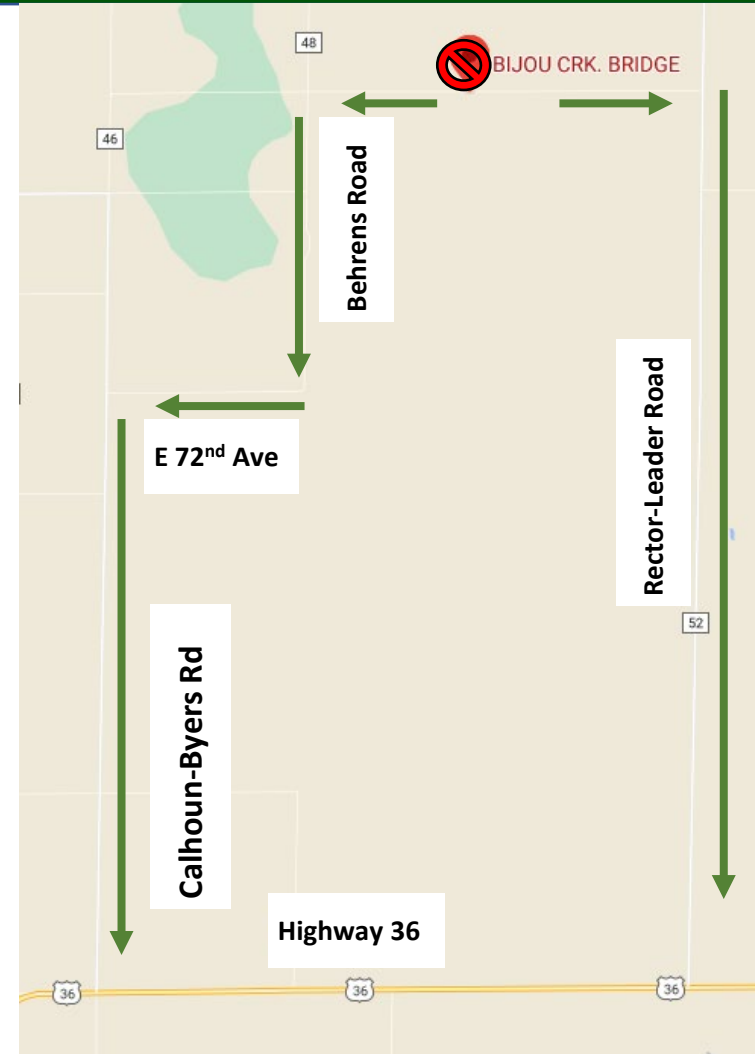 48
BIJOU CRK. BRIDGE
46
Behrens Road
E 72nd Ave
Rector-Leader Road
52
Calhoun-Byers Rd
Highway 36
36
36
36